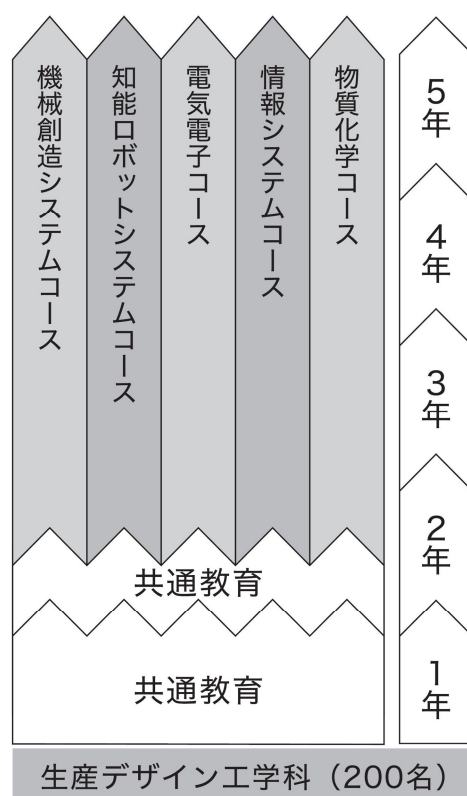 機械創造システムコース
知能ロボットシステムコース
電気電子コース
情報システムコース
物質化学コース
5年
4年
3年
2年
1年
共通教育
共通教育
生産デザイン工学科（200名）